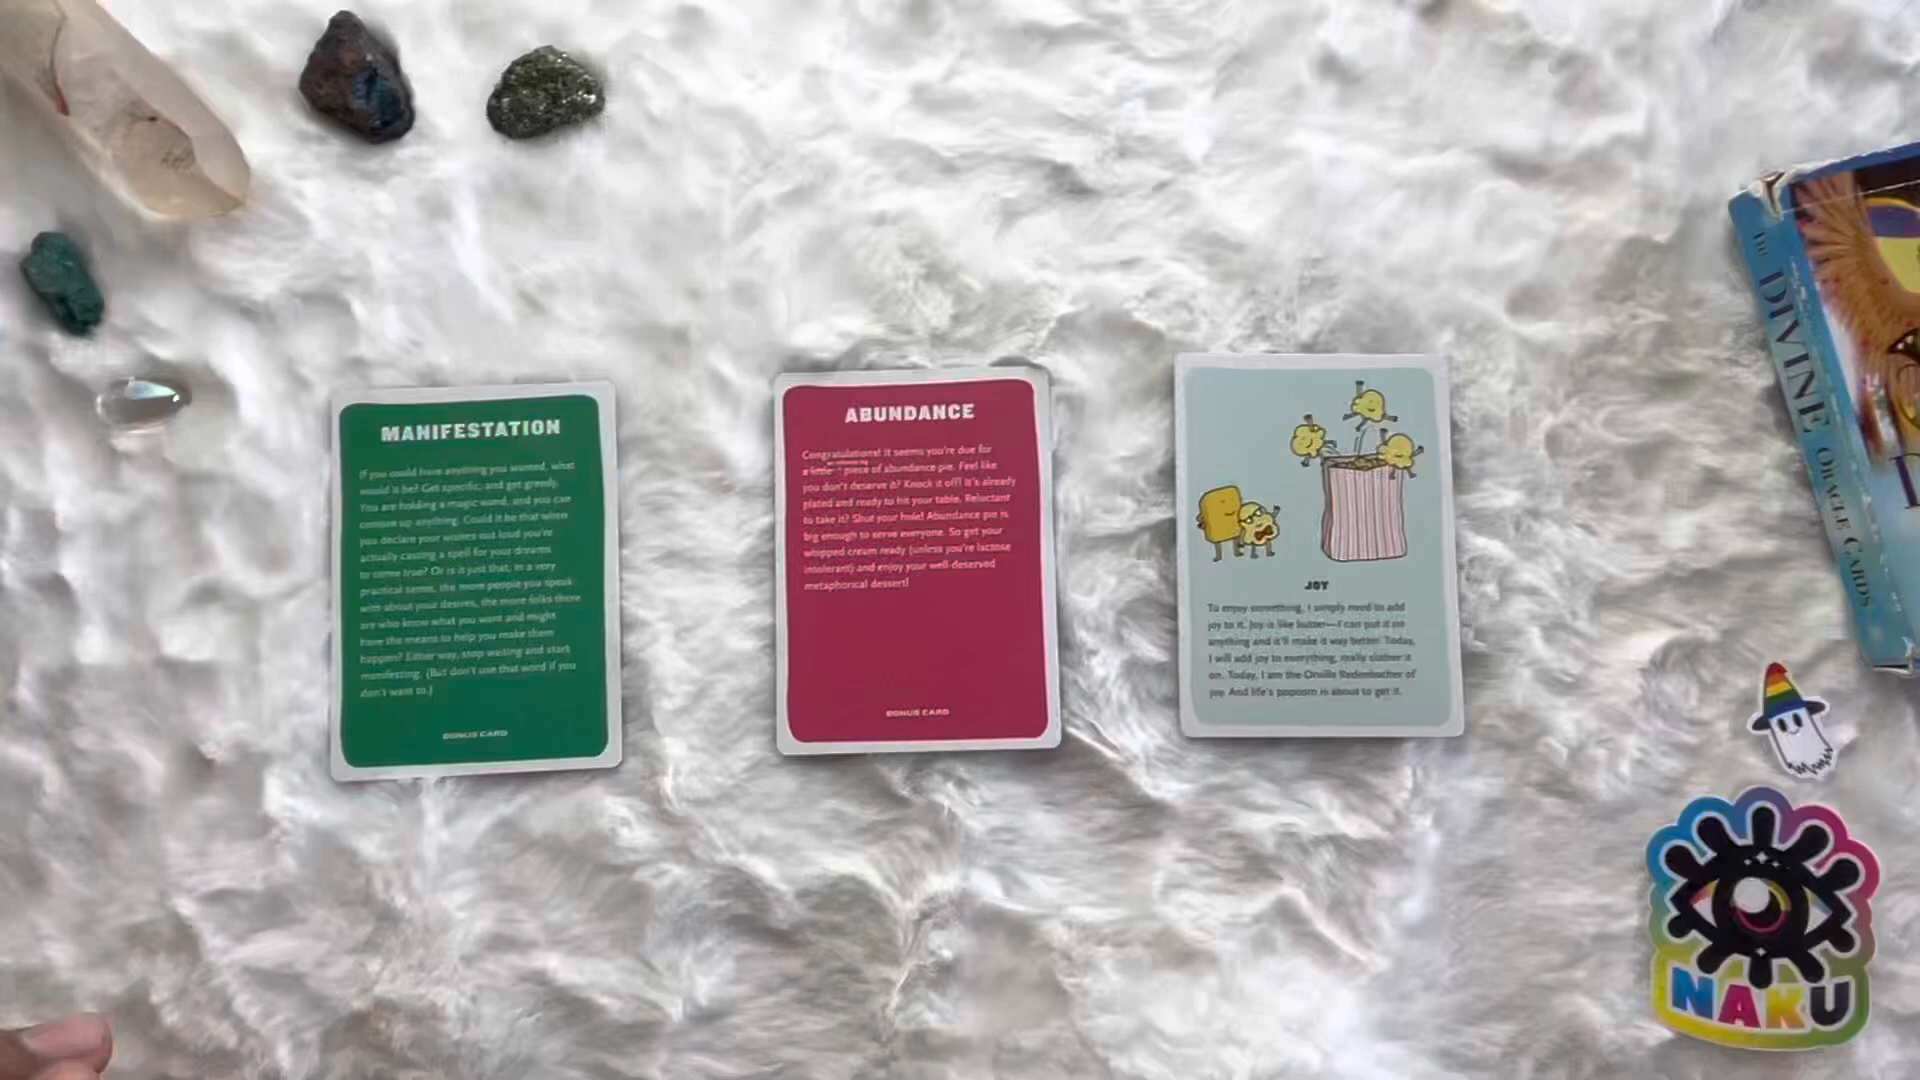 MANIFESTATION
If you could have anything you wanted, what
would it be? Get specific, and get greedy.
You are holding a magic wand, and you can
conjure up anything. Could it be that when
you declare your wishes out loud you're
actually casting a spell for your dreams
to come true? Or is it just that, in a very
practical sense, the more people you speak
with about your desires, the more folks there
are who know what you want and might
have the means to help you make them
happen? Either way, stop waiting and start
manifesting. (But don't use that word if you
don't want to.)
BONUS CARD
ABUNDANCE
Congratulations! It seems you're due for
a little piece of abundance pie. Feel like
you don't deserve it? Knock it off! It's already
plated and ready to hit your table. Reluctant
to take it? Shut your hole! Abundance pie is
big enough to serve everyone. So get your
whipped cream ready (unless you're lactose
intolerant) and enjoy your well-deserved
metaphorical dessert!
BONUS CARD
JOY
To enjoy something, I simply need to add
joy to it. Joy is like butter—I can put it on
anything and it'll make it way better. Today,
I will add joy to everything, really slather it
on. Today, I am the Orville Redenbacher of
joy. And life's popcorn is about to get it.
THE DIVINE ORACLE CARDS
NAKU